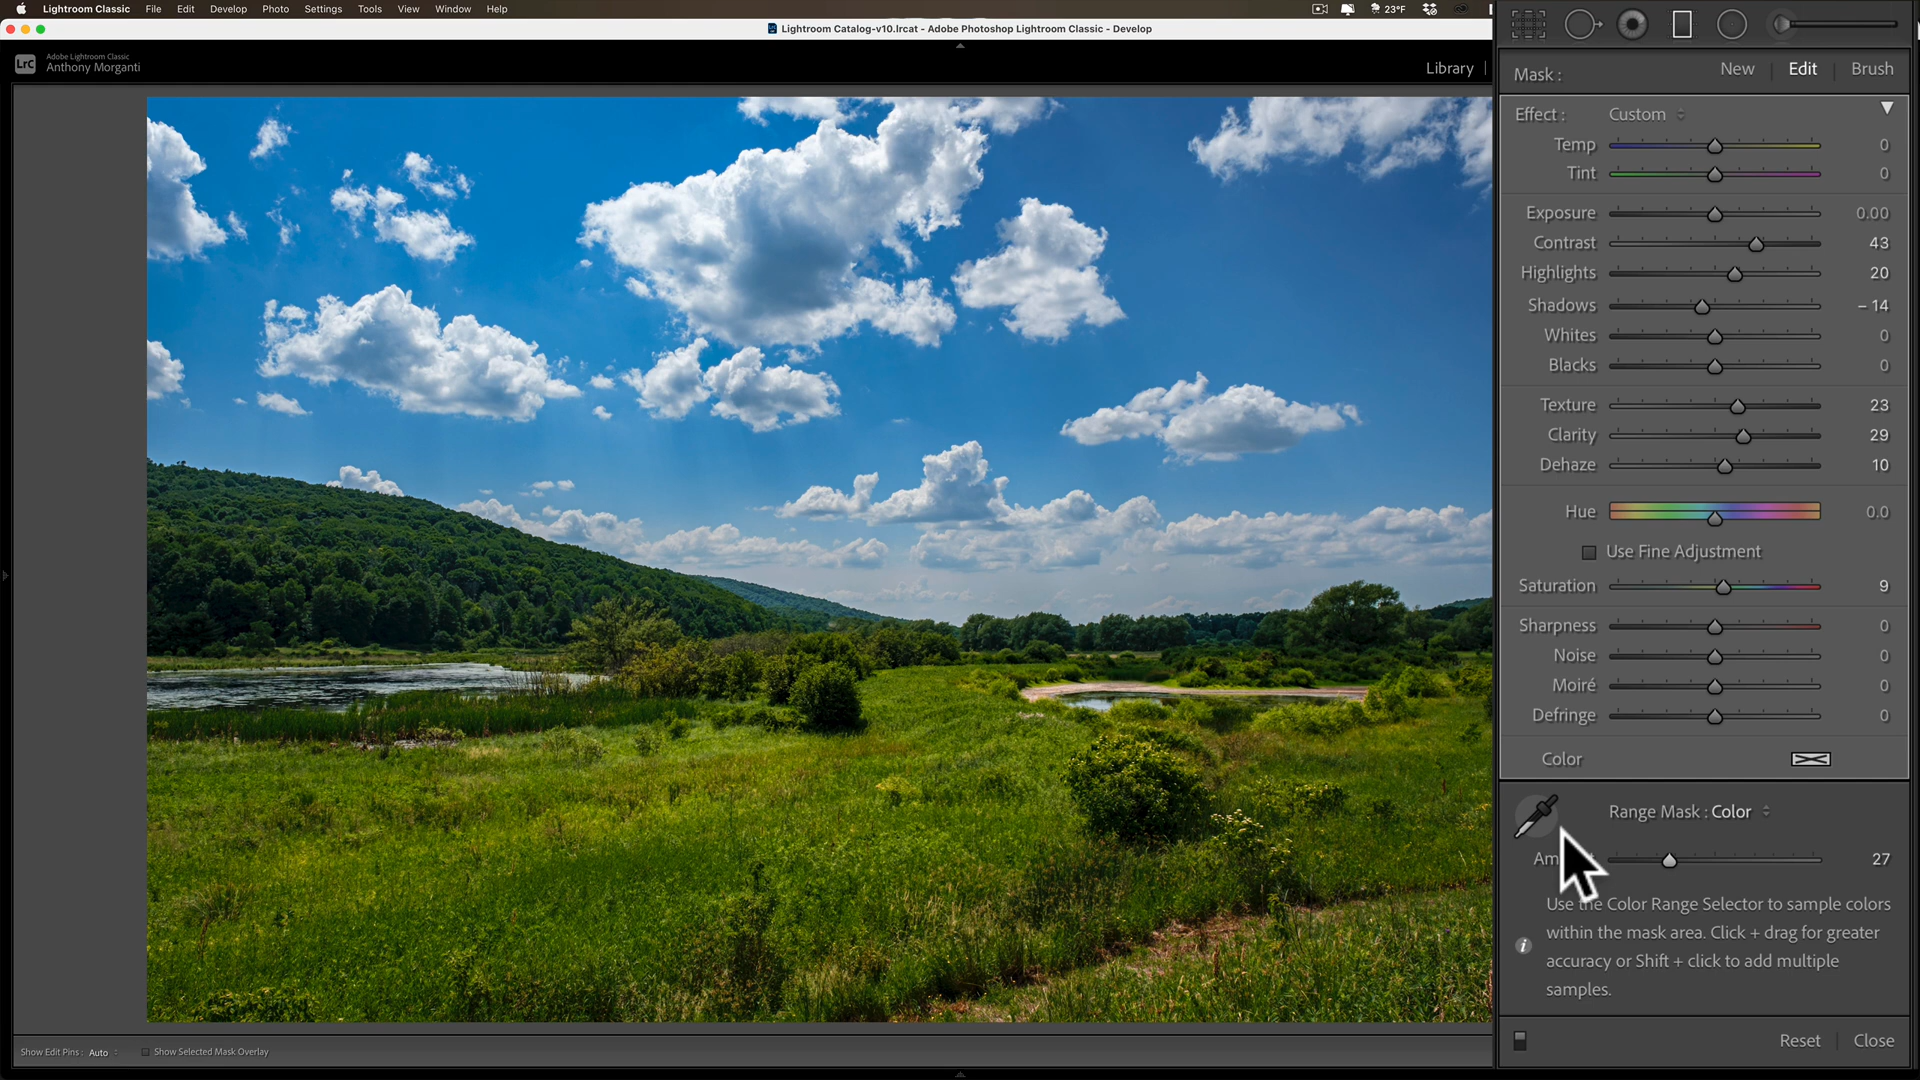 Lightroom Classic File Edit Develop Photo Settings Tools View Window Help 23°F
Lightroom Catalog-v10.lrcat - Adobe Photoshop Lightroom Classic - Develop
LrC
Adobe Lightroom Classic
Anthony Morganti
Library |
Mask : New Edit Brush
Effect : Custom
Temp 0
Tint 0
Exposure 0.00
Contrast 43
Highlights 20
Shadows – 14
Whites 0
Blacks 0
Texture 23
Clarity 29
Dehaze 10
Hue 0.0
Use Fine Adjustment
Saturation 9
Sharpness 0
Noise 0
Moiré 0
Defringe 0
Color
Range Mask : Color
27
Use the Color Range Selector to sample colors
within the mask area. Click + drag for greater
accuracy or Shift + click to add multiple
samples.
Reset Close
Show Edit Pins : Auto Show Selected Mask Overlay